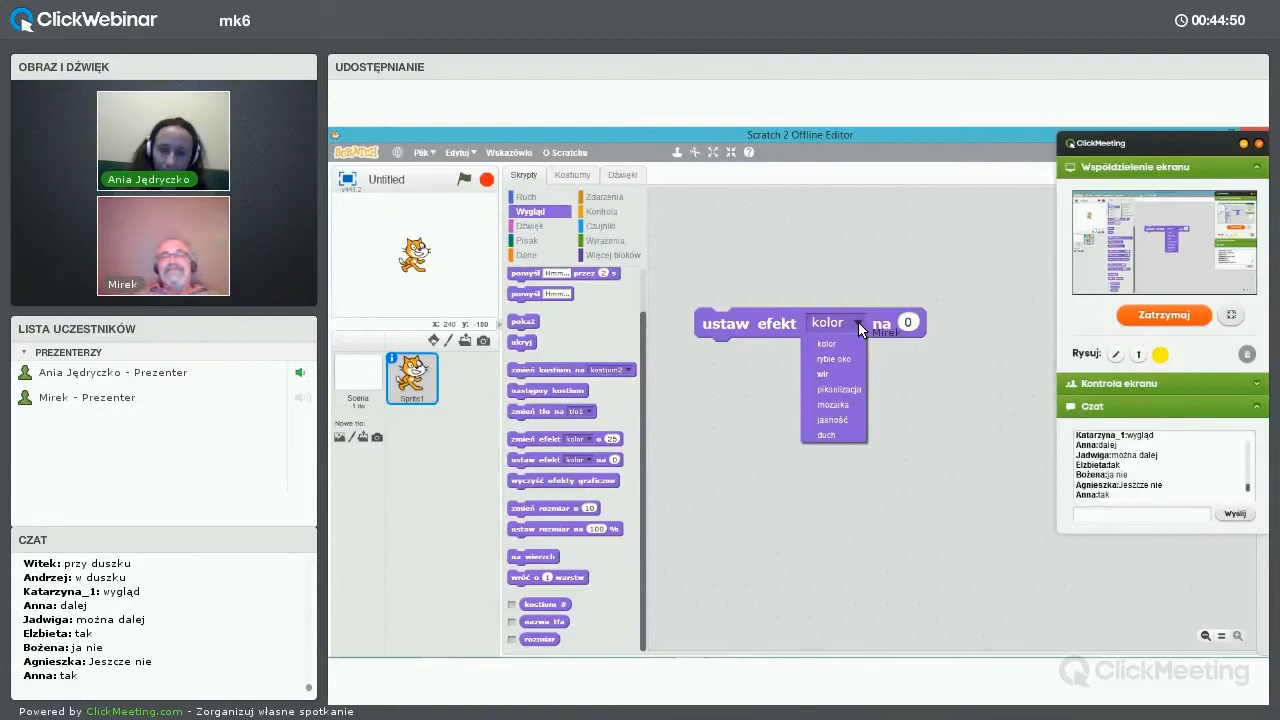 ClickWebinar
mk6
00:44:50
OBRAZ I DŹWIĘK
Ania Jędryczko
Mirek
LISTA UCZESTNIKÓW
PREZENTERZY
Ania Jędryczko - Prezenter
Mirek - Prezenter
CZAT
Witek: przy duszku
Andrzej: w duszku
Katarzyna_1: wygląd
Anna: dalej
Jadwiga: można dalej
Elzbieta: tak
Bożena: ja nie
Agnieszka: Jeszcze nie
Anna: tak
UDOSTĘPNIANIE
Scratch 2 Offline Editor
SCRATCH
Plik
Edytuj
Wskazówki
O Scratchu
Untitled
x: 240 y: -180
Sprite1
Scena
1 tło
Nowe tło:
Skrypty
Kostiumy
Dźwięki
Ruch
Zdarzenia
Wygląd
Kontrola
Dźwięk
Czujniki
Pisak
Wyrażenia
Dane
Więcej bloków
pomyśl Hmm... przez 2 s
pomyśl Hmm...
pokaż
ukryj
zmień kostium na kostium2
następny kostium
zmień tło na tło1
zmień efekt kolor o 25
ustaw efekt kolor na 0
wyczyść efekty graficzne
zmień rozmiar o 10
ustaw rozmiar na 100 %
na wierzch
wróć o 1 warstw
kostium #
nazwa tła
rozmiar
ustaw efekt kolor na 0
Mirek
kolor
rybie oko
wir
pikselizacja
mozaika
jasność
duch
ClickMeeting
Współdzielenie ekranu
Zatrzymaj
Rysuj:
Kontrola ekranu
Czat
Katarzyna_1:wygląd
Anna:dalej
Jadwiga:można dalej
Elzbieta:tak
Bożena:ja nie
Agnieszka:Jeszcze nie
Anna:tak
Wyślij
ClickMeeting
Powered by ClickMeeting.com - Zorganizuj własne spotkanie